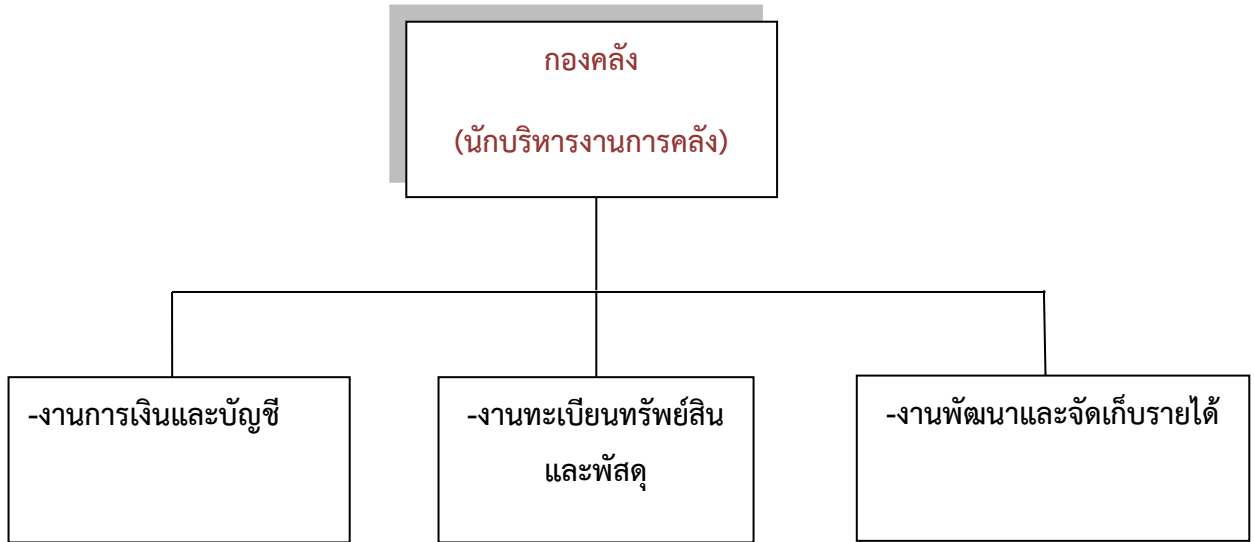 กองคลัง
(นักบริหารงานการคลัง)
-งานการเงินและบัญชี
-งานทะเบียนทรัพย์สิน
และพัสดุ
-งานพัฒนาและจัดเก็บรายได้